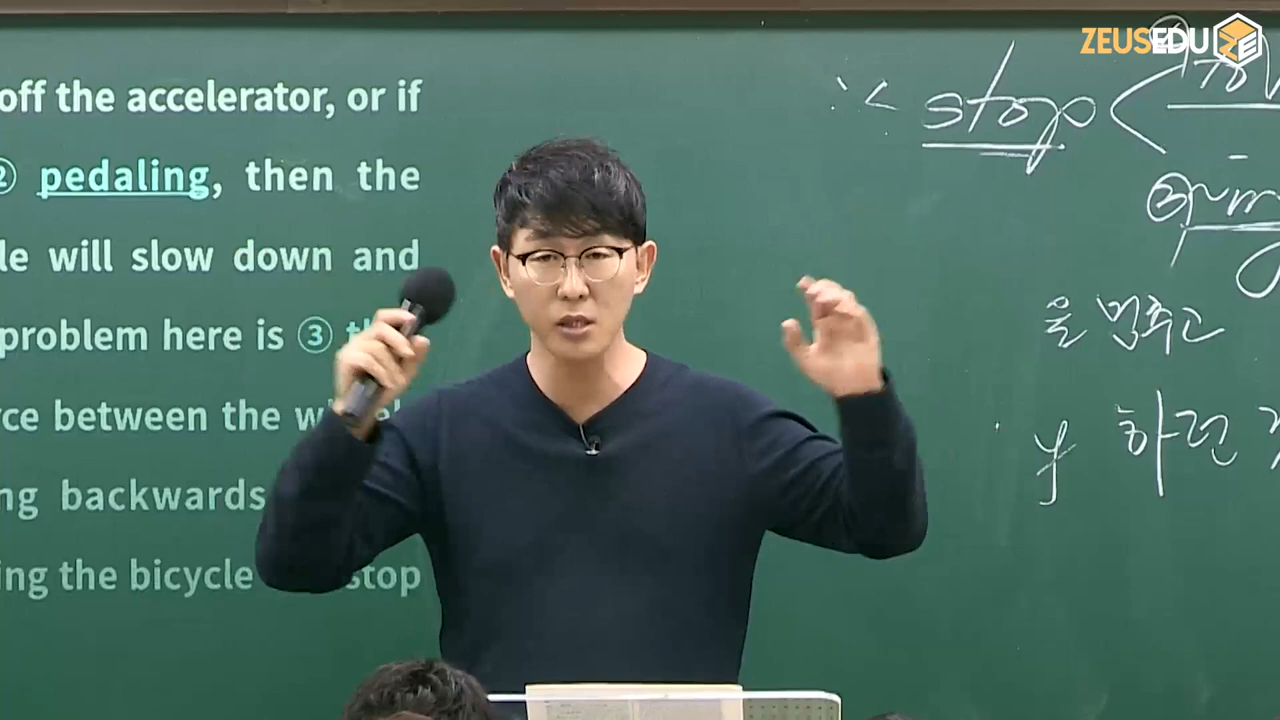 ZEUSEDU
off the accelerator, or if
② pedaling, then the
le will slow down and
problem here is ③
ce between the
ng backwards
ing the bicycle stop
stop
을 멈추고
하던